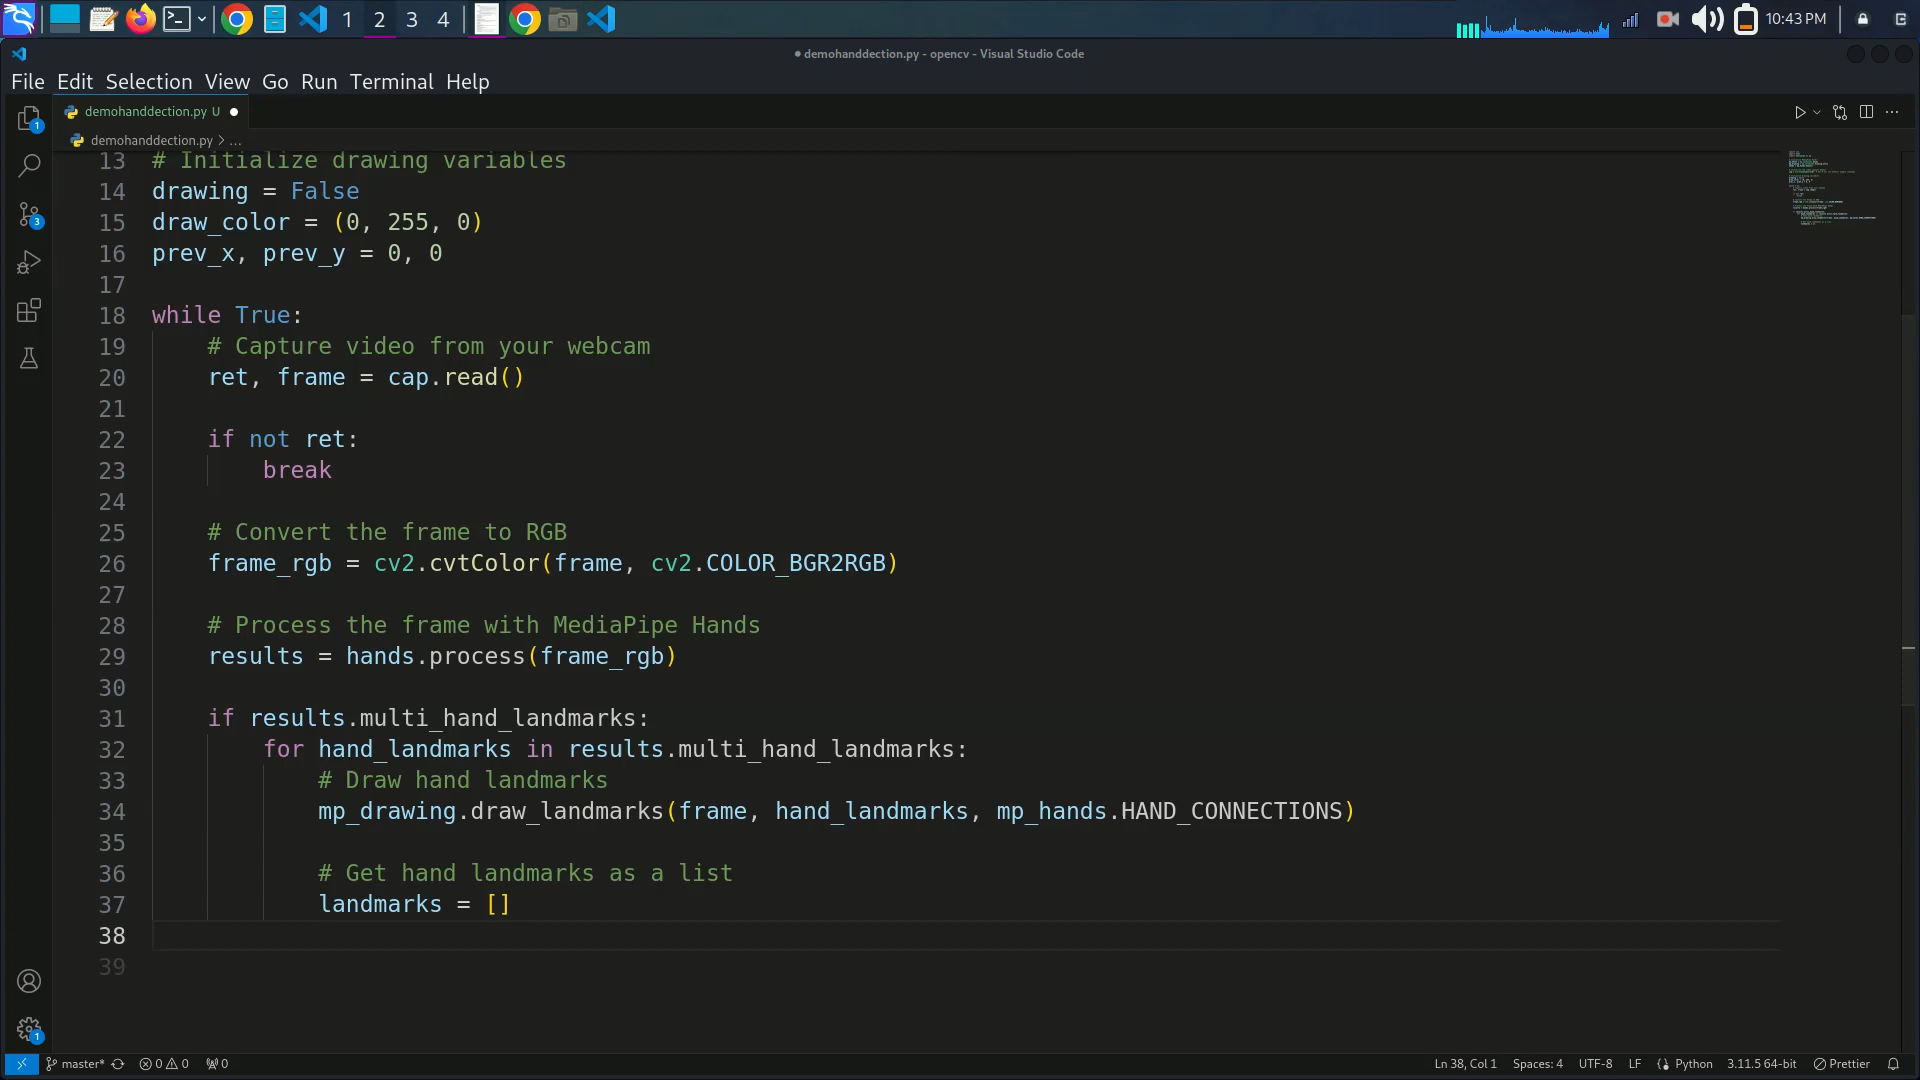 1 2 3 4 10:43 PM
demohanddection.py - opencv - Visual Studio Code
File Edit Selection View Go Run Terminal Help
demohanddection.py U
demohanddection.py > ...
13 # Initialize drawing variables
14 drawing = False
15 draw_color = (0, 255, 0)
16 prev_x, prev_y = 0, 0
17
18 while True:
19 # Capture video from your webcam
20 ret, frame = cap.read()
21
22 if not ret:
23 break
24
25 # Convert the frame to RGB
26 frame_rgb = cv2.cvtColor(frame, cv2.COLOR_BGR2RGB)
27
28 # Process the frame with MediaPipe Hands
29 results = hands.process(frame_rgb)
30
31 if results.multi_hand_landmarks:
32 for hand_landmarks in results.multi_hand_landmarks:
33 # Draw hand landmarks
34 mp_drawing.draw_landmarks(frame, hand_landmarks, mp_hands.HAND_CONNECTIONS)
35
36 # Get hand landmarks as a list
37 landmarks = []
38
39
1
3
1
master* 0 0 0 Ln 38, Col 1 Spaces: 4 UTF-8 LF Python 3.11.5 64-bit Prettier